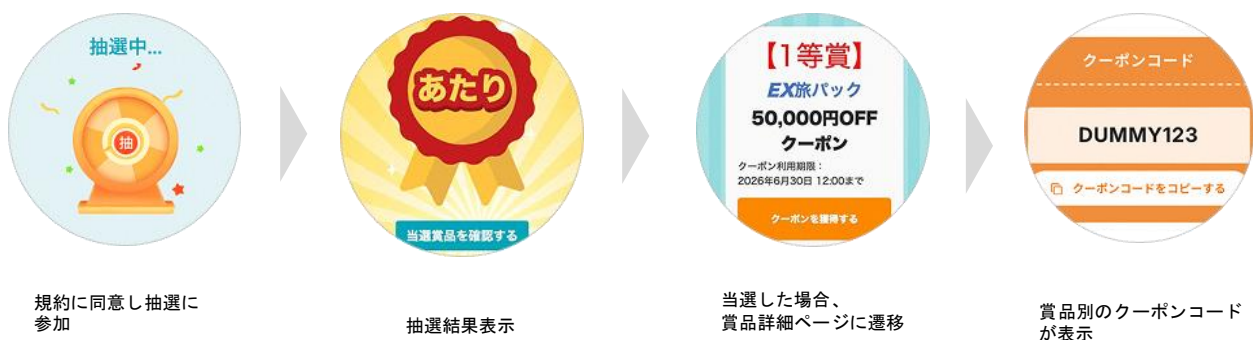 抽選中...
抽
あたり
当選賞品を確認する
【1等賞】
EX旅パック
50,000円OFF
クーポン
クーポン利用期限：
2026年6月30日 12:00まで
クーポンを獲得する
クーポンコード
DUMMY123
クーポンコードをコピーする
規約に同意し抽選に
参加
抽選結果表示
当選した場合、
賞品詳細ページに遷移
賞品別のクーポンコード
が表示